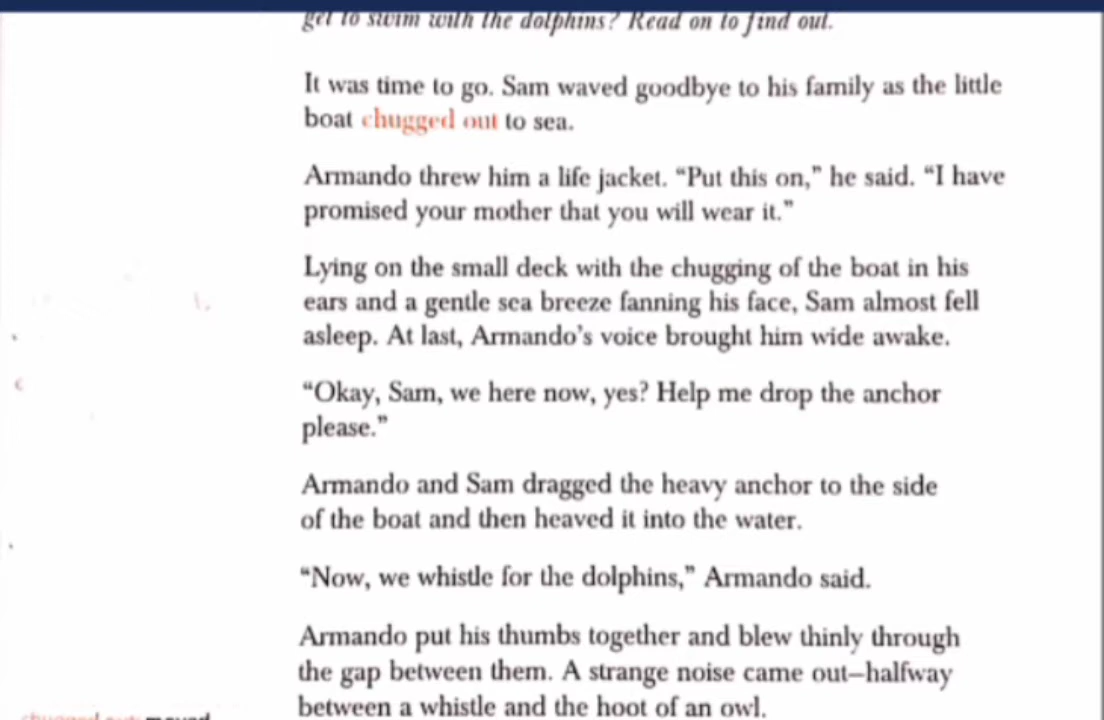 get to swim with the dolphins? Read on to find out.
It was time to go. Sam waved goodbye to his family as the little
boat chugged out to sea.
Armando threw him a life jacket. “Put this on,” he said. “I have
promised your mother that you will wear it.”
Lying on the small deck with the chugging of the boat in his
ears and a gentle sea breeze fanning his face, Sam almost fell
asleep. At last, Armando’s voice brought him wide awake.
“Okay, Sam, we here now, yes? Help me drop the anchor
please.”
Armando and Sam dragged the heavy anchor to the side
of the boat and then heaved it into the water.
“Now, we whistle for the dolphins,” Armando said.
Armando put his thumbs together and blew thinly through
the gap between them. A strange noise came out—halfway
between a whistle and the hoot of an owl.
chugged out: moved